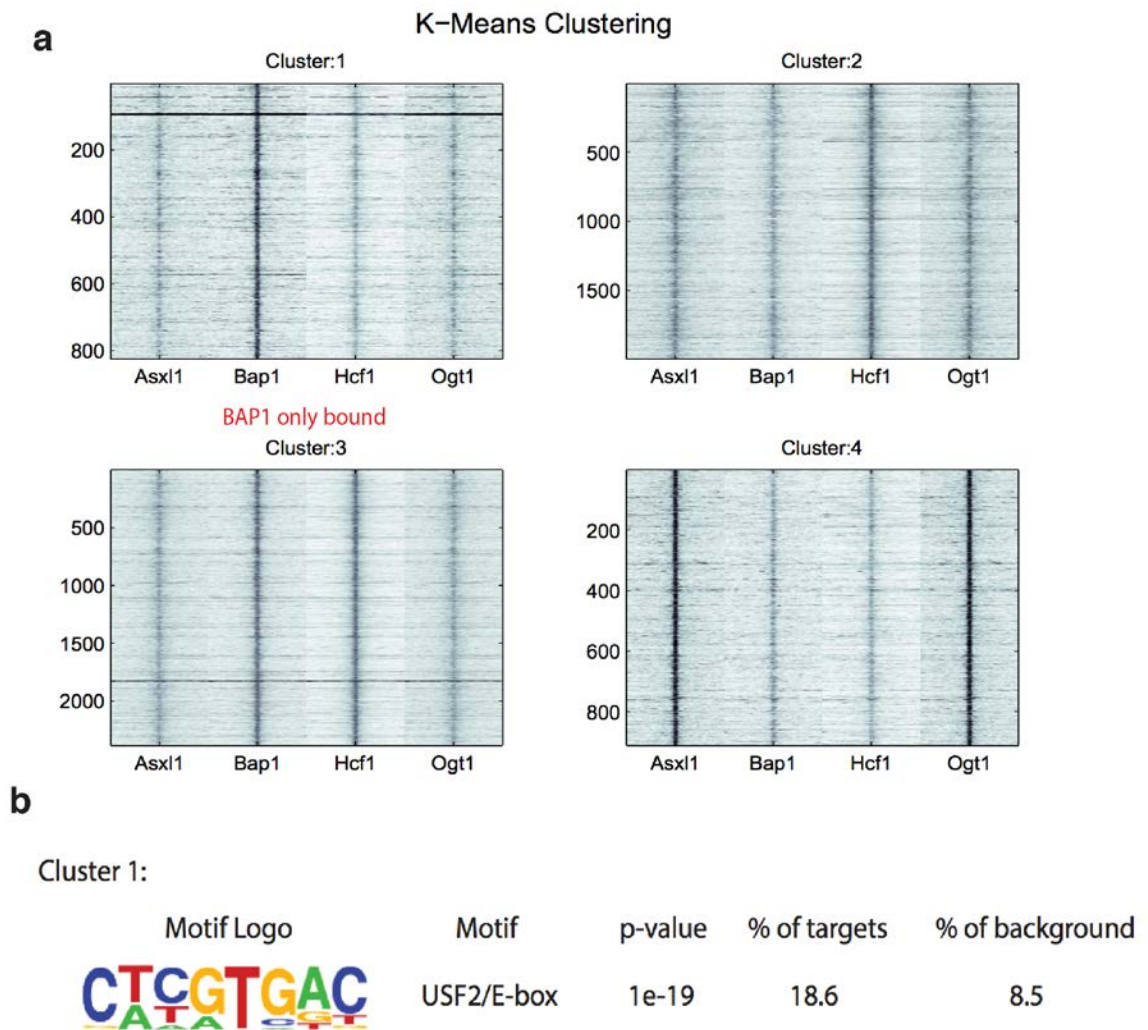 a
K−Means Clustering
Cluster:1
200
400
600
800
Asxl1 Bap1 Hcf1 Ogt1
BAP1 only bound
Cluster:2
500
1000
1500
Asxl1 Bap1 Hcf1 Ogt1
Cluster:3
500
1000
1500
2000
Asxl1 Bap1 Hcf1 Ogt1
Cluster:4
200
400
600
800
Asxl1 Bap1 Hcf1 Ogt1
b
Cluster 1:
Motif Logo Motif p-value % of targets % of background
CTCGTGAC USF2/E-box 1e-19 18.6 8.5